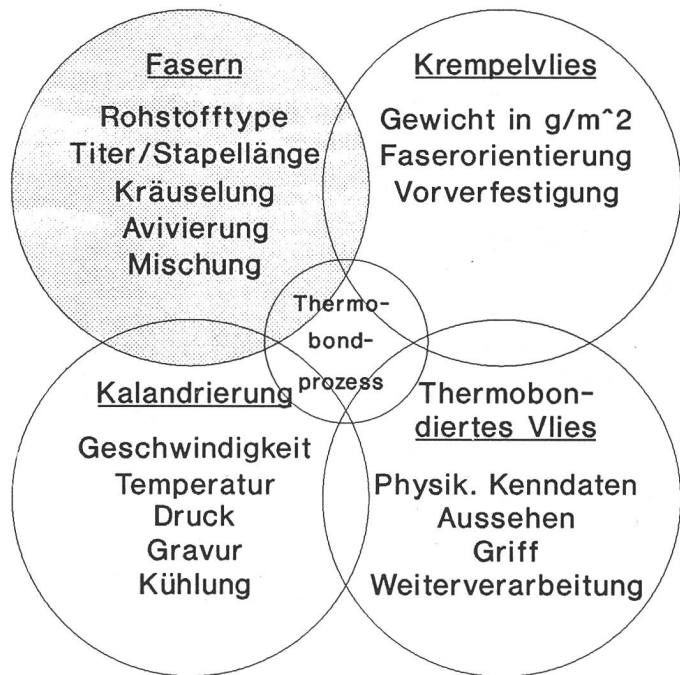 Fasern
Rohstofftype
Titer/Stapellänge
Kräuselung
Avivierung
Mischung
Krempelvlies
Gewicht in g/m^2
Faserorientierung
Vorverfestigung
Thermo-
bond-
prozess
Kalandrierung
Geschwindigkeit
Temperatur
Druck
Gravur
Kühlung
Thermobon-
diertes Vlies
Physik. Kenndaten
Aussehen
Griff
Weiterverarbeitung